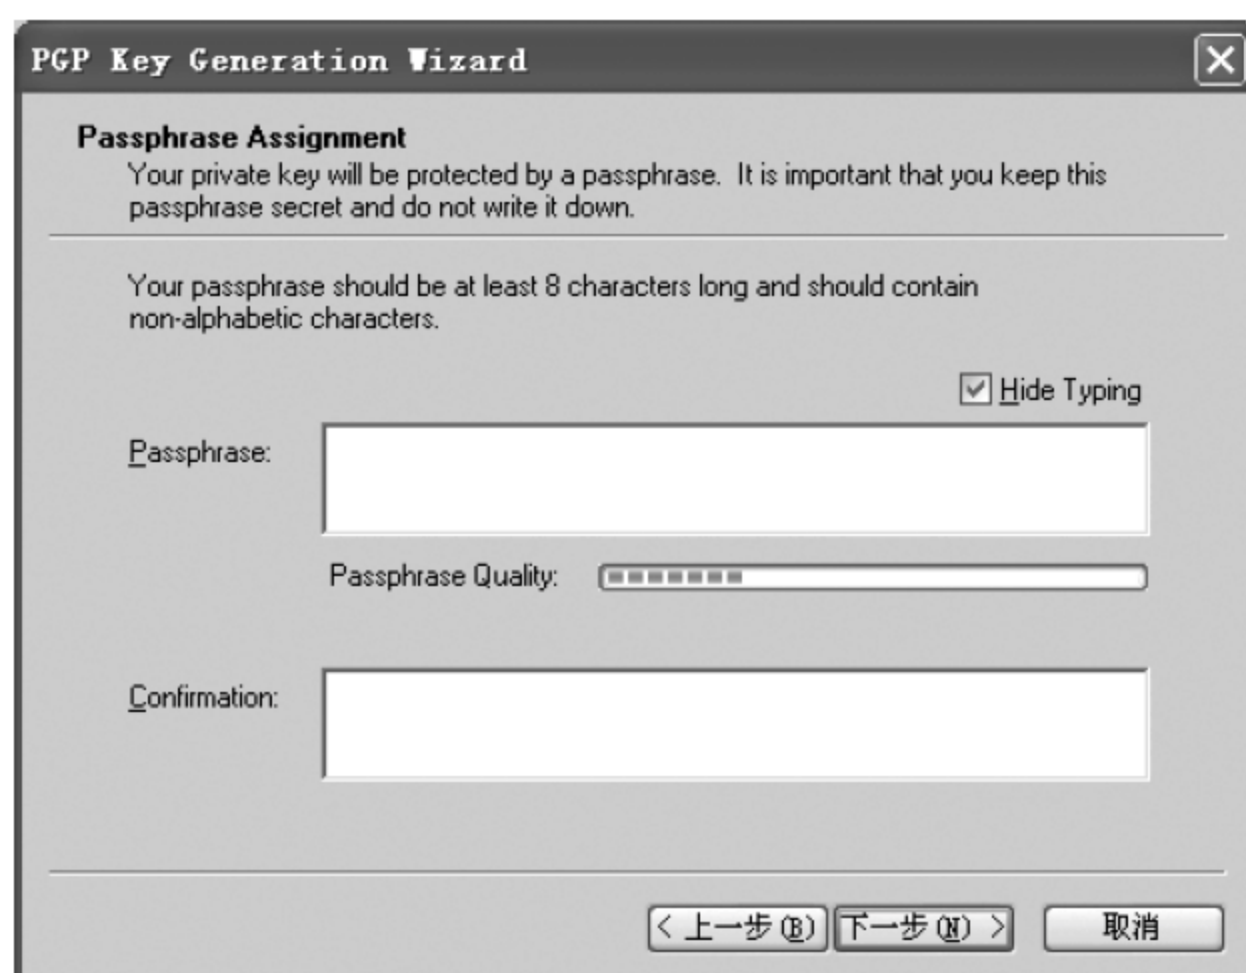 PGP Key Generation Wizard
Passphrase Assignment
Your private key will be protected by a passphrase. It is important that you keep this
passphrase secret and do not write it down.
Your passphrase should be at least 8 characters long and should contain
non-alphabetic characters.
Hide Typing
Passphrase:
Passphrase Quality:
Confirmation:
< 上一步(B) 下一步(N) > 取消